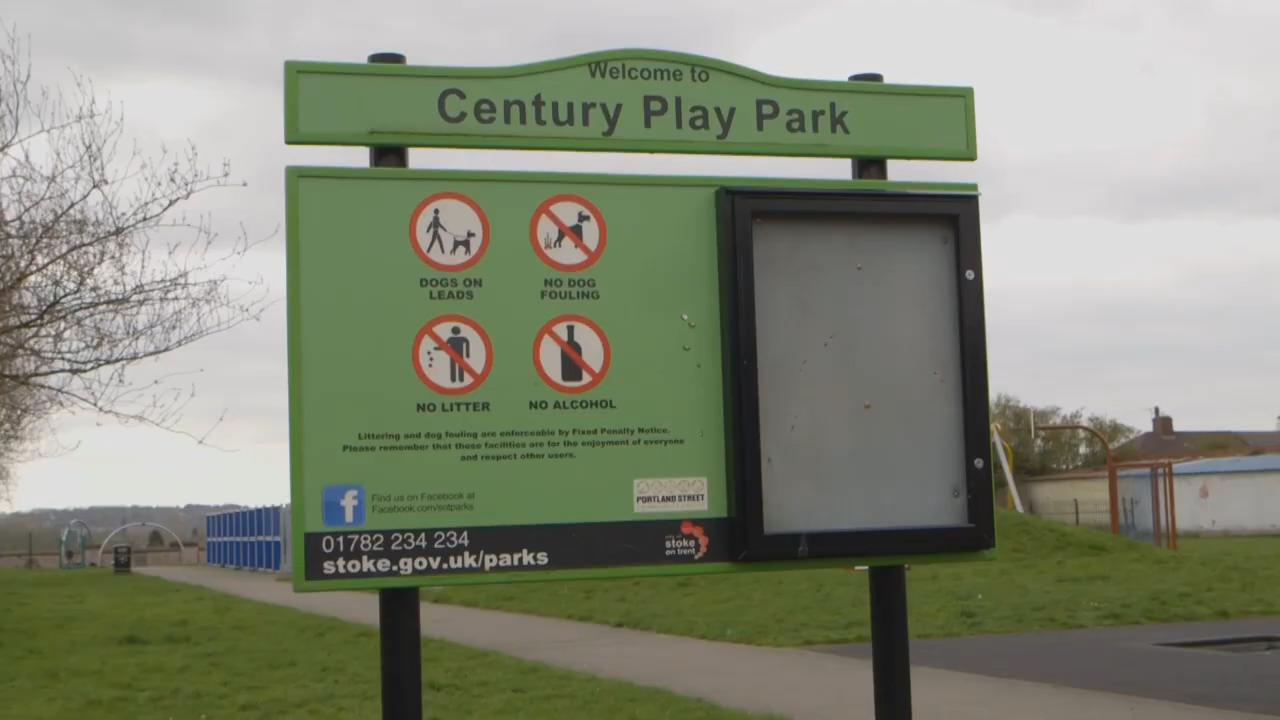 Welcome to
Century Play Park
DOGS ON
LEADS
NO DOG
FOULING
NO LITTER
NO ALCOHOL
Littering and dog fouling are enforceable by Fixed Penalty Notice.
Please remember that these facilities are for the enjoyment of everyone
and respect other users.
f
Find us on Facebook at
Facebook.com/sotparks
PORTLAND STREET
01782 234 234
stoke.gov.uk/parks
city of
stoke
on trent